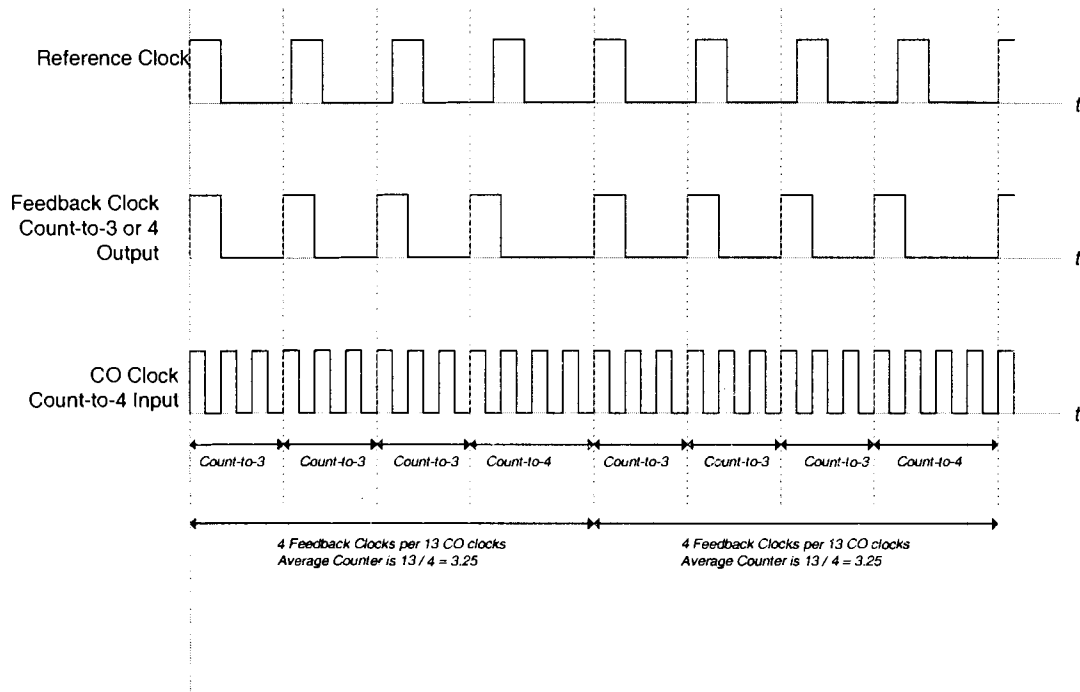 Reference Clock
t
Feedback Clock
Count-to-3 or 4
Output
t
CO Clock
Count-to-4 Input
t
Count-to-3 Count-to-3 Count-to-3 Count-to-4 Count-to-3 Count-to-3 Count-to-3 Count-to-4
4 Feedback Clocks per 13 CO clocks
Average Counter is 13 / 4 = 3.25
4 Feedback Clocks per 13 CO clocks
Average Counter is 13 / 4 = 3.25